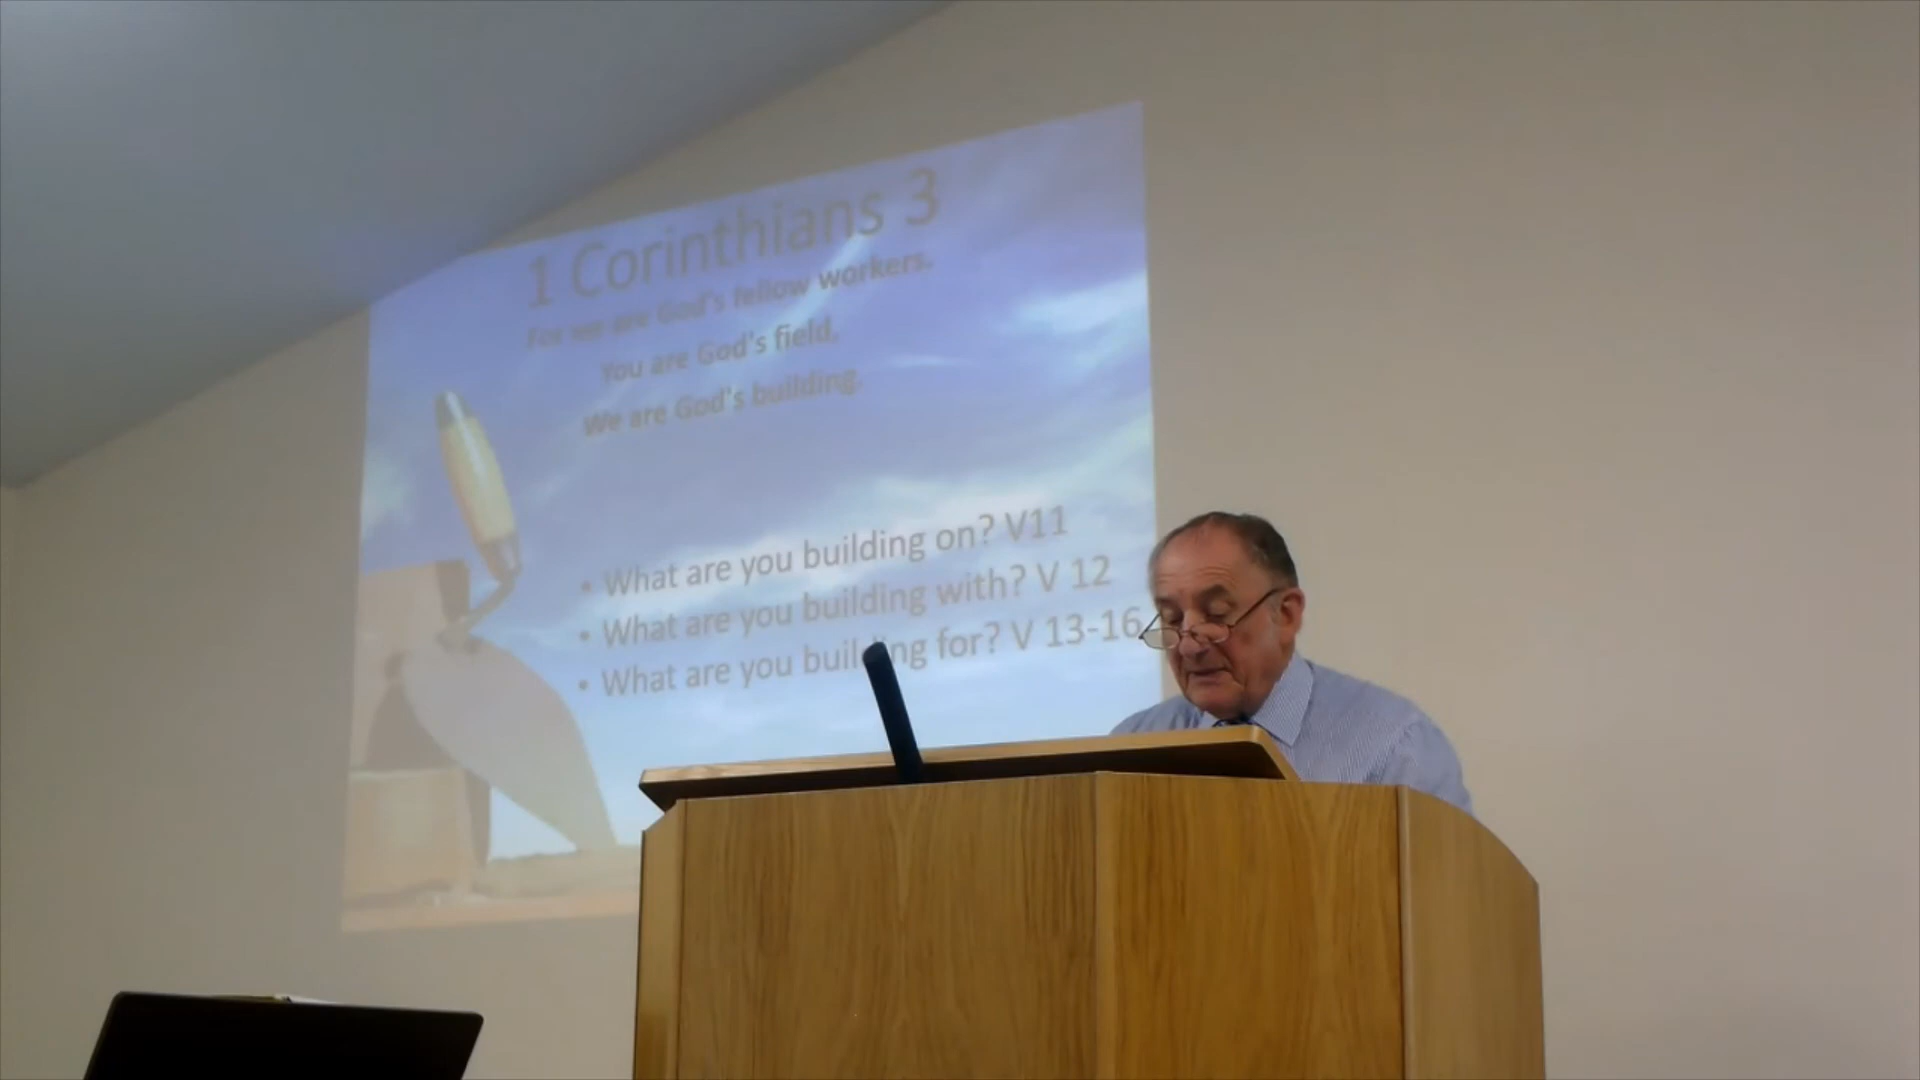 1 Corinthians 3
For we are God's fellow workers.
You are God's field,
We are God's building.
• What are you building on? V11
• What are you building with? V 12
• What are you building for? V 13-16